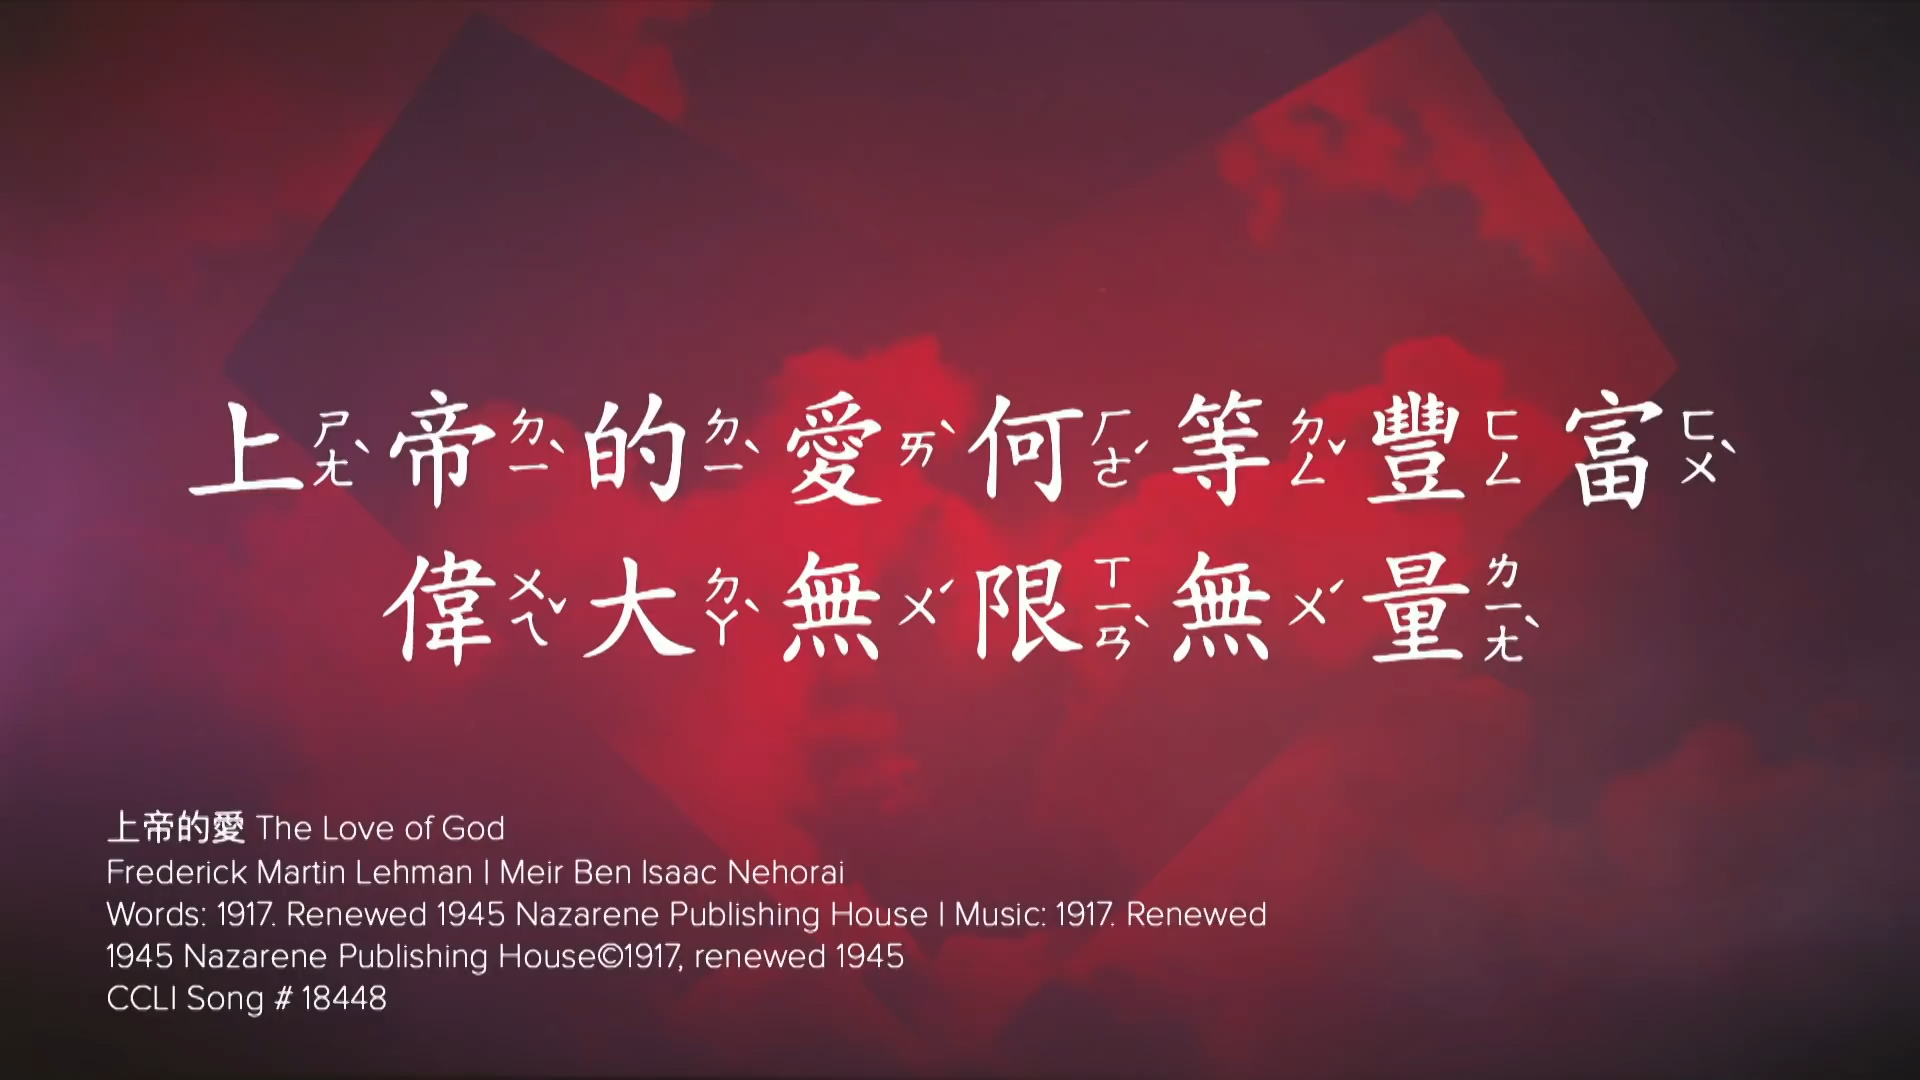 上ㄕㄤˋ帝ㄉㄧˋ的ㄉㄧˋ愛ㄞˋ何ㄏㄜˊ等ㄉㄥˇ豐ㄈㄥ富ㄈㄨˋ
偉ㄨㄟˇ大ㄉㄚˋ無ㄨˊ限ㄒㄧㄢˋ無ㄨˊ量ㄌㄧㄤˋ
上帝的愛 The Love of God
Frederick Martin Lehman | Meir Ben Isaac Nehorai
Words: 1917. Renewed 1945 Nazarene Publishing House | Music: 1917. Renewed
1945 Nazarene Publishing House©1917, renewed 1945
CCLI Song # 18448